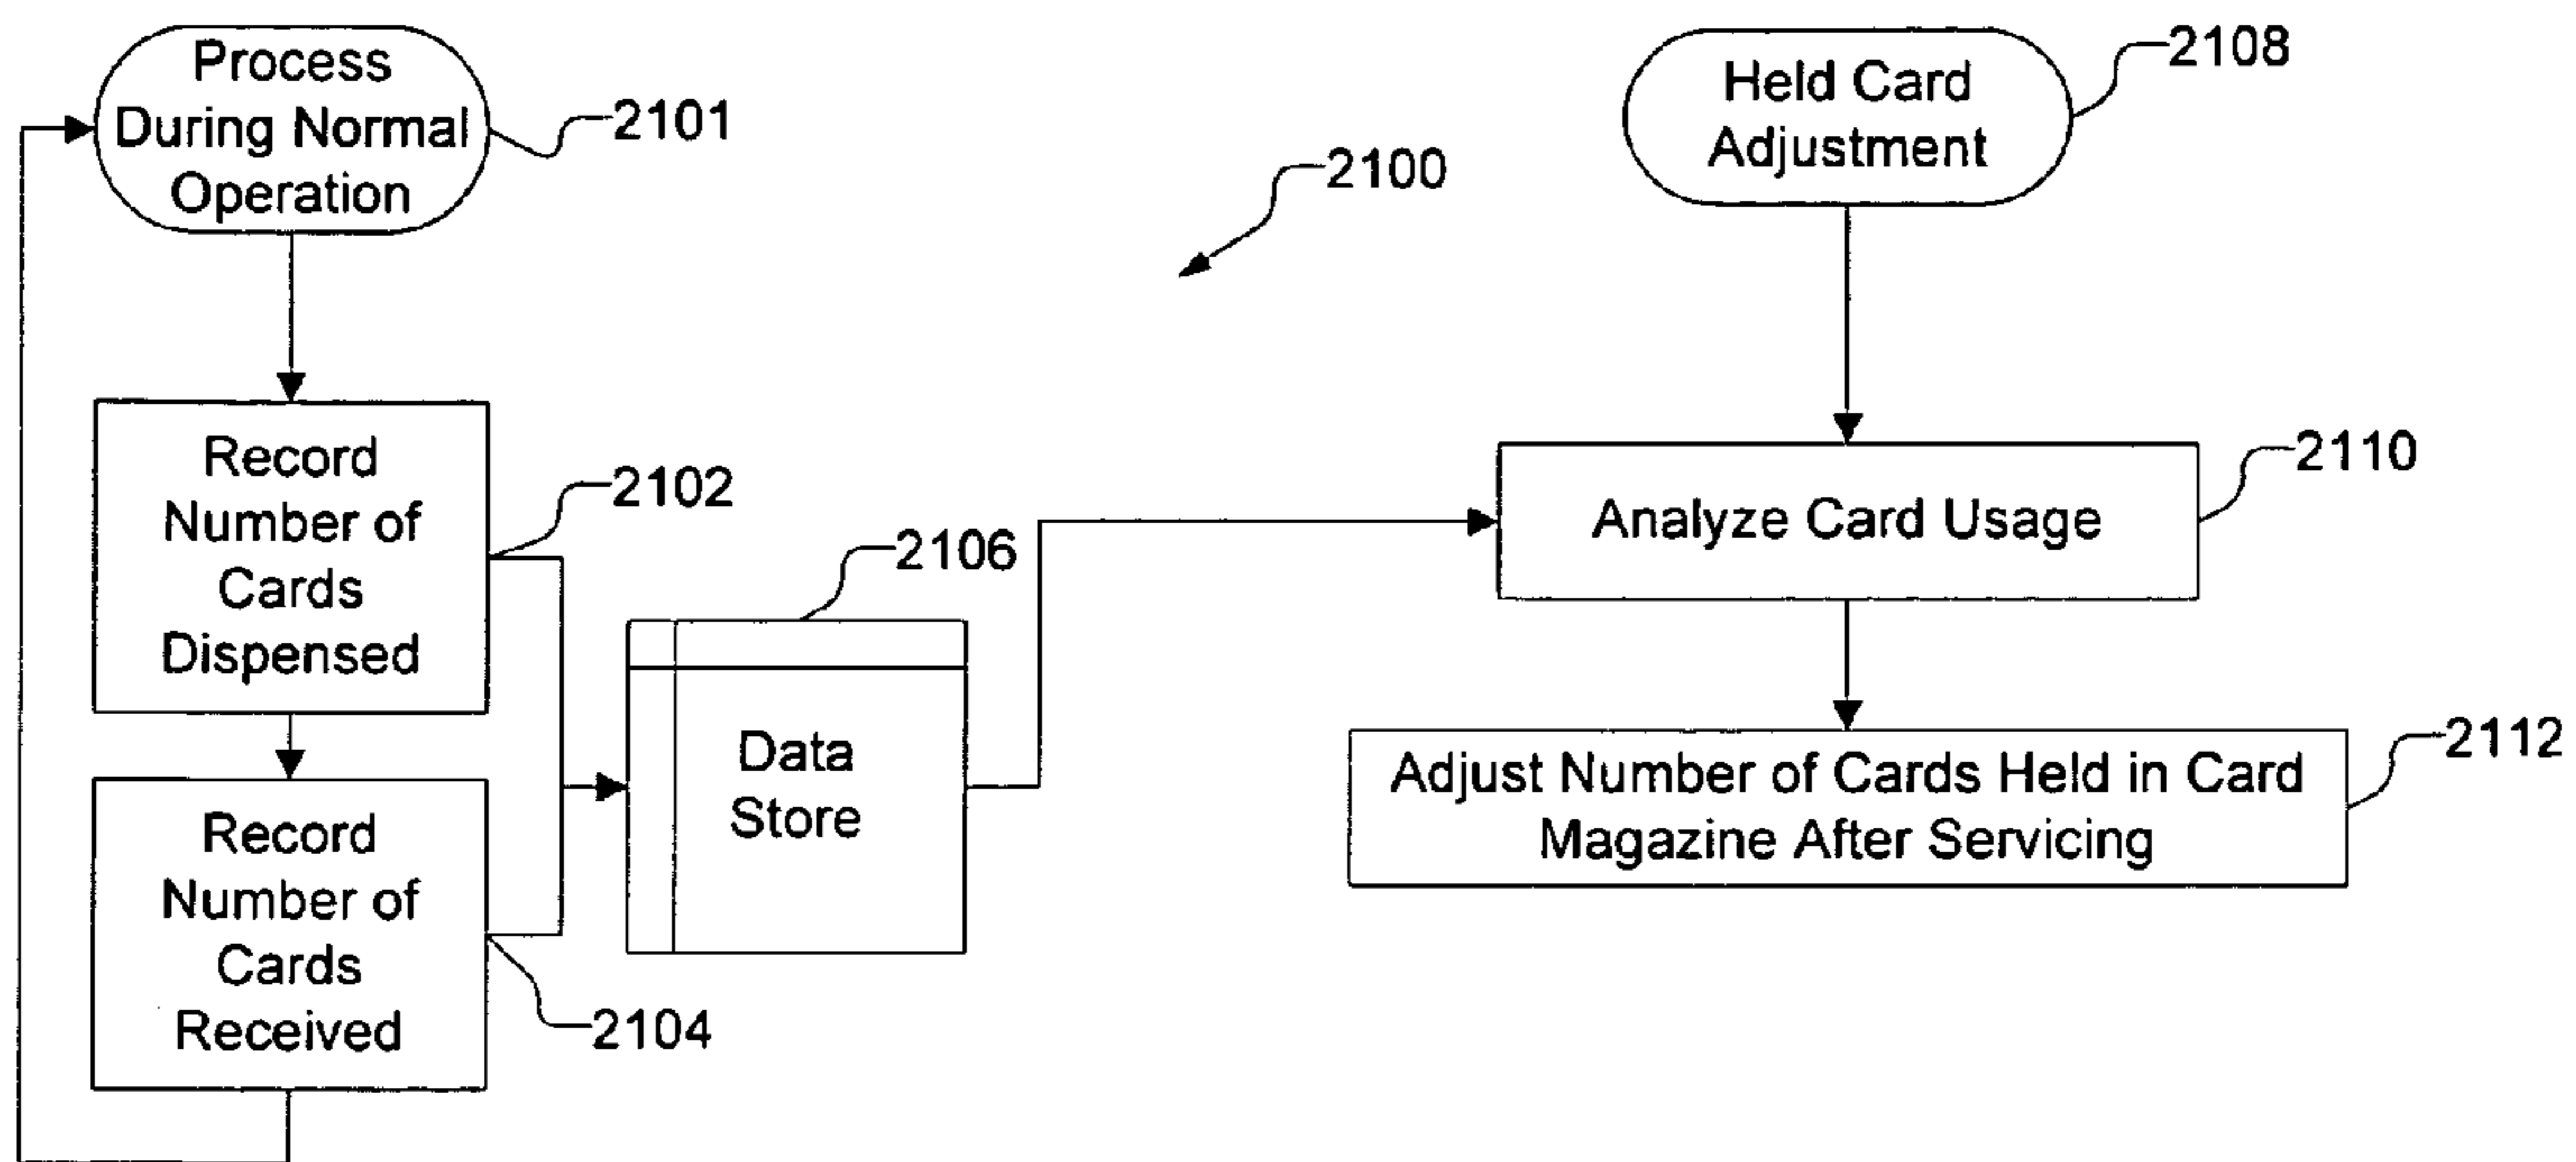 Process
During Normal
Operation
2101
Held Card
Adjustment
2108
2100
Record
Number of
Cards
Dispensed
2102
2106
Analyze Card Usage
2110
Data
Store
Record
Number of
Cards
Received
2104
Adjust Number of Cards Held in Card
Magazine After Servicing
2112